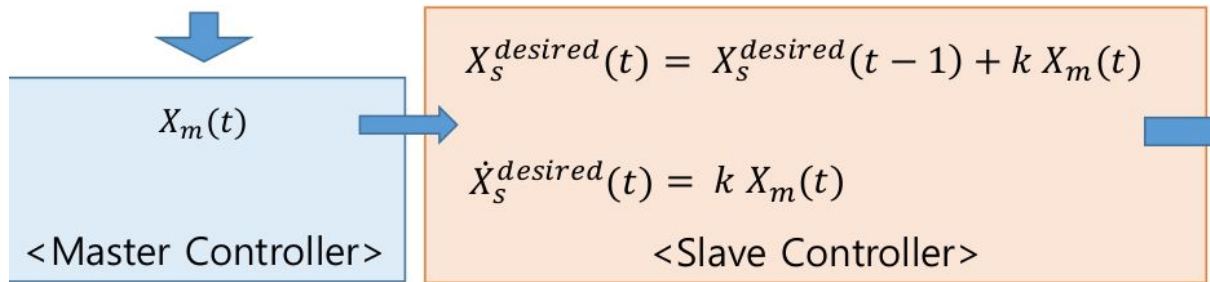 X_m(t)
<Master Controller>
X_s^{desired}(t) = X_s^{desired}(t − 1) + k X_m(t)
Ẋ_s^{desired}(t) = k X_m(t)
<Slave Controller>